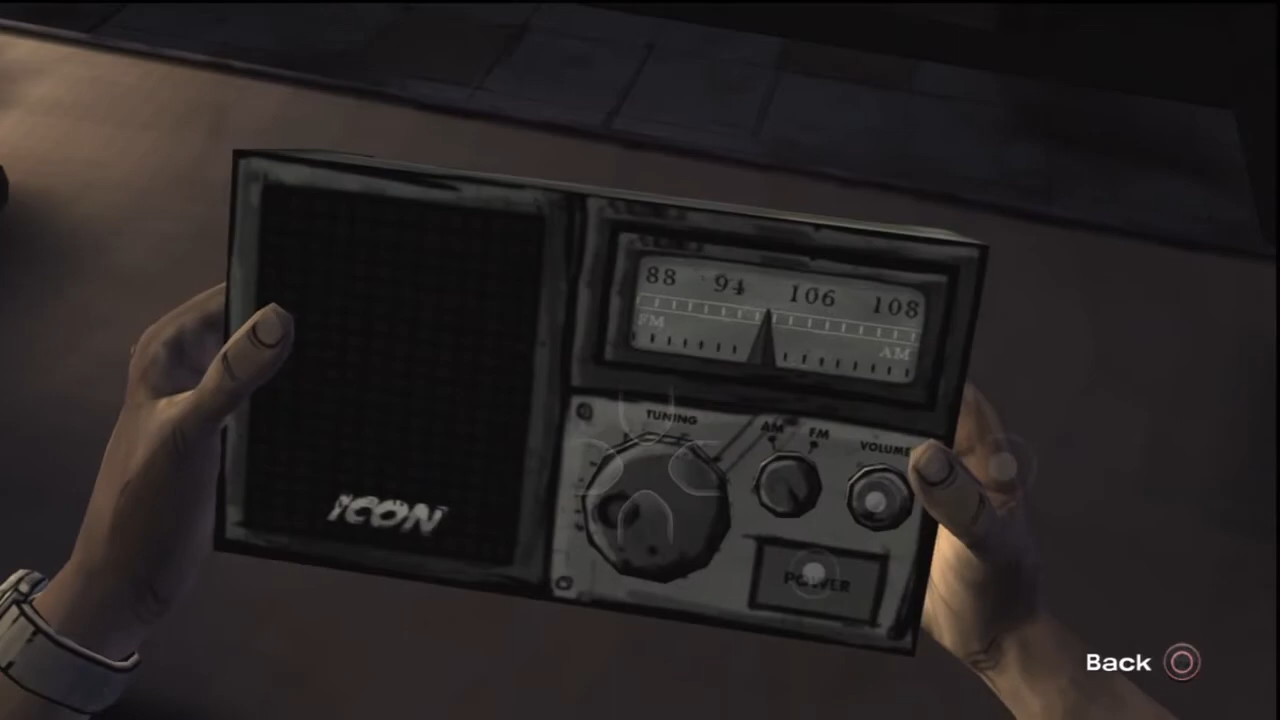 88 94 106 108
FM
AM
TUNING
AM FM
VOLUME
ICON
POWER
Back